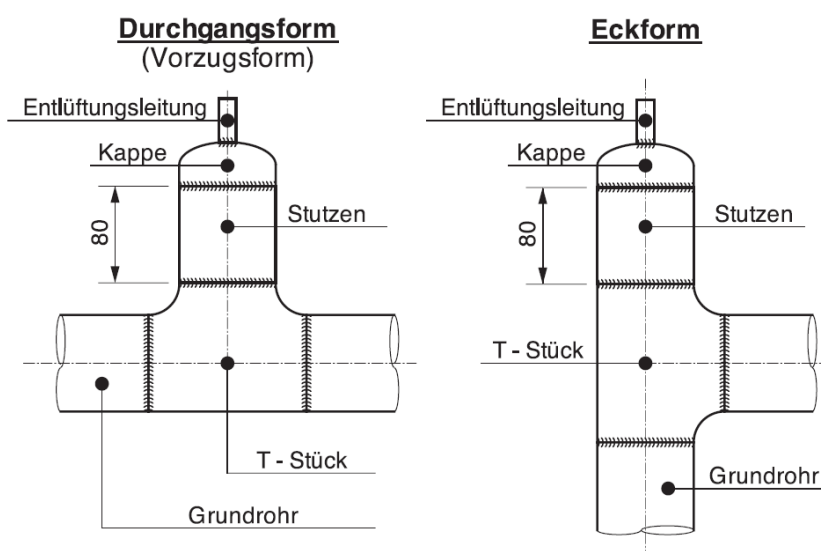 Durchgangsform
(Vorzugsform)
Entlüftungsleitung
Kappe
80
Stutzen
T - Stück
Grundrohr
Eckform
Entlüftungsleitung
Kappe
80
Stutzen
T - Stück
Grundrohr